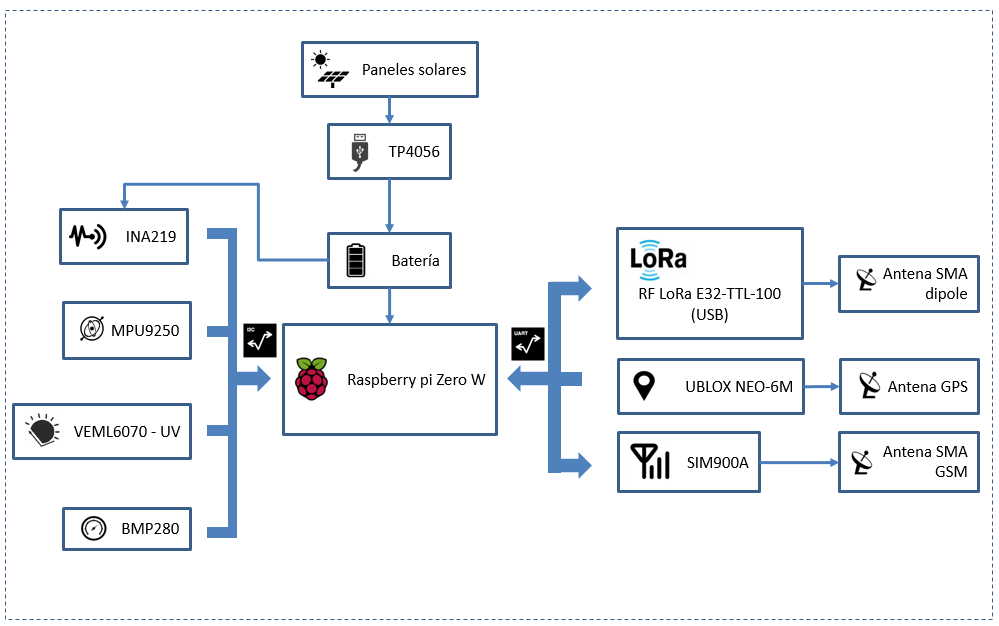 Paneles solares
TP4056
INA219
Batería
MPU9250
I2C
Raspberry pi Zero W
VEML6070 - UV
BMP280
UART
LoRa
RF LoRa E32-TTL-100
(USB)
Antena SMA
dipole
UBLOX NEO-6M
Antena GPS
SIM900A
Antena SMA
GSM